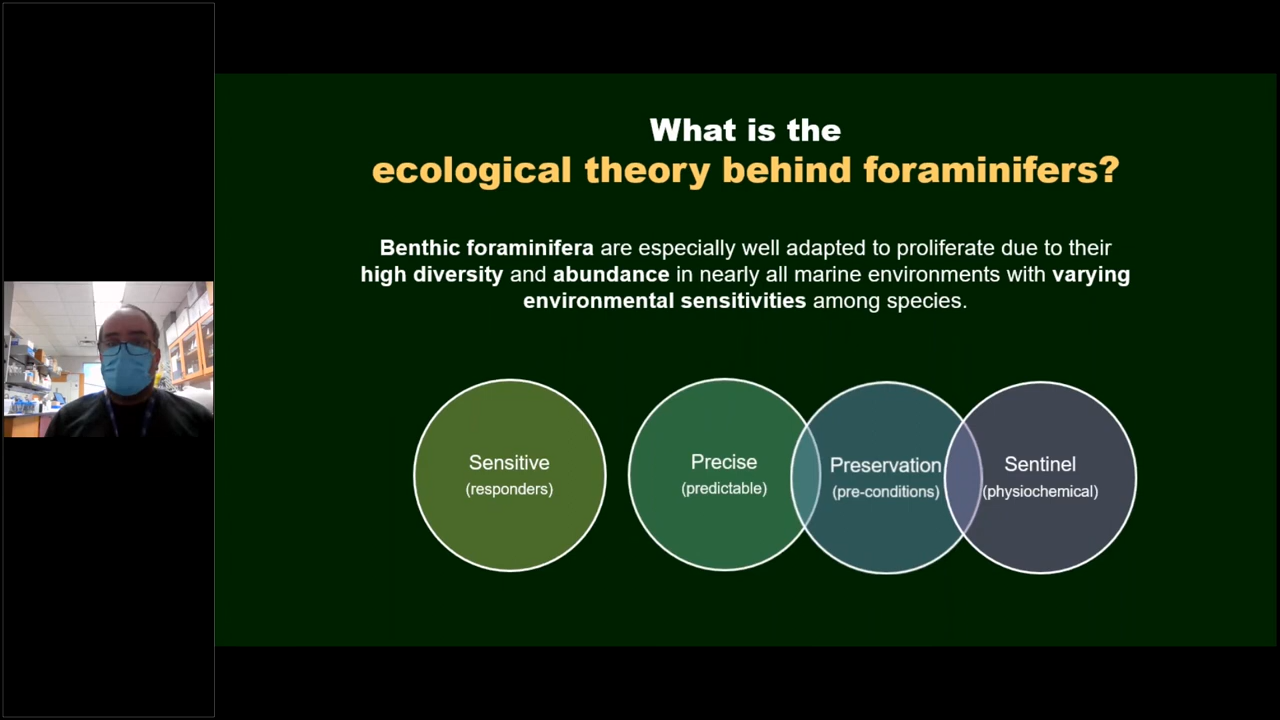 What is the
ecological theory behind foraminifers?
Benthic foraminifera are especially well adapted to proliferate due to their
high diversity and abundance in nearly all marine environments with varying
environmental sensitivities among species.
Sensitive
(responders)
Precise
(predictable)
Preservation
(pre-conditions)
Sentinel
(physiochemical)